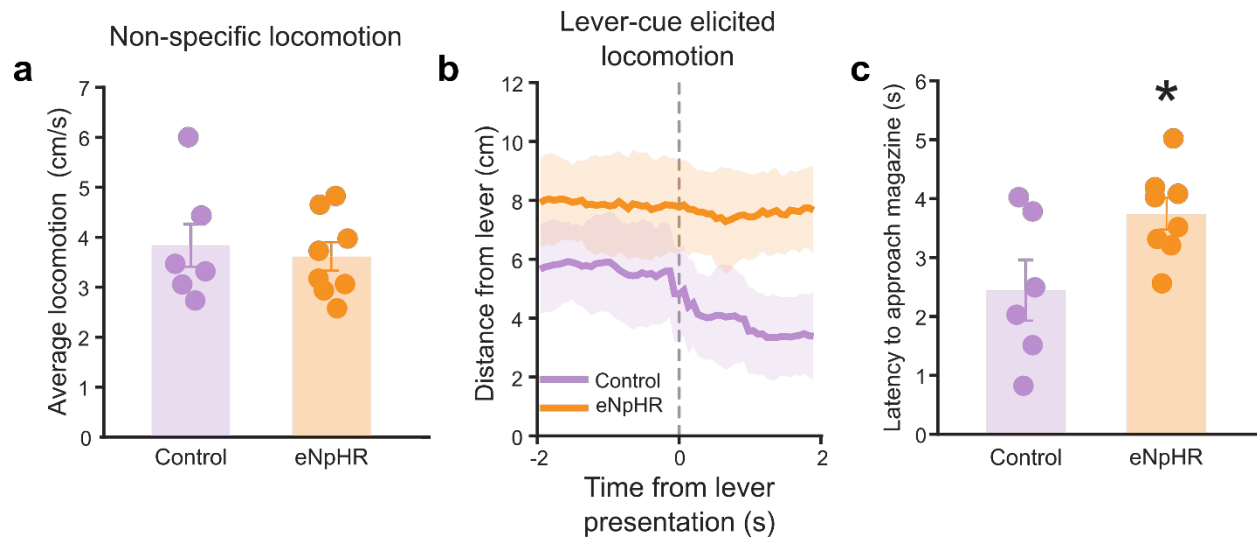 Non-specific locomotion
a
Average locomotion (cm/s)
7
6
5
4
3
2
1
0
Control
eNpHR
Lever-cue elicited
locomotion
b
Distance from lever (cm)
12
10
8
6
4
2
0
Control
eNpHR
-2
0
2
Time from lever
presentation (s)
c
Latency to approach magazine (s)
6
5
4
3
2
1
0
*
Control
eNpHR